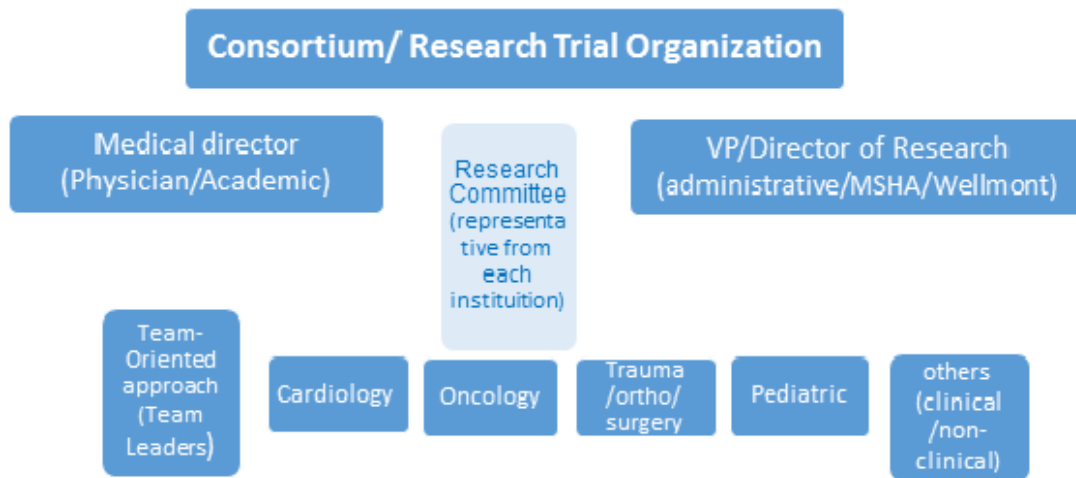 Consortium/ Research Trial Organization
Medical director
(Physician/Academic)
Research
Committee
(representa
tive from
each
instituition)
VP/Director of Research
(administrative/MSHA/Wellmont)
Team-
Oriented
approach
(Team
Leaders)
Cardiology
Oncology
Trauma
/ortho/
surgery
Pediatric
others
(clinical
/non-
clinical)